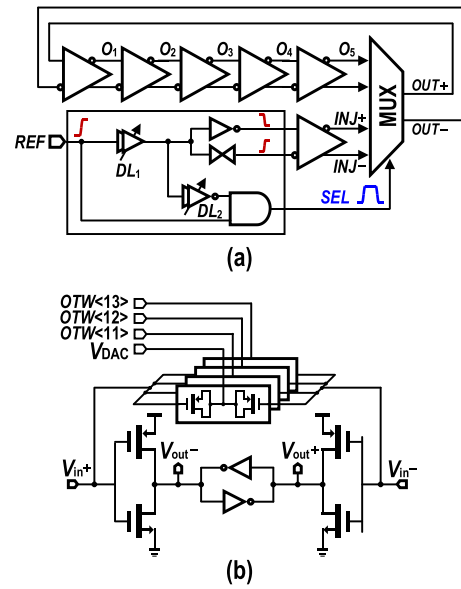 O1 O2 O3 O4 O5
MUX
OUT+
OUT−
REF
DL1
INJ+
INJ−
DL2
SEL
(a)
OTW<13>
OTW<12>
OTW<11>
VDAC
Vin+ Vout− Vout+ Vin−
(b)